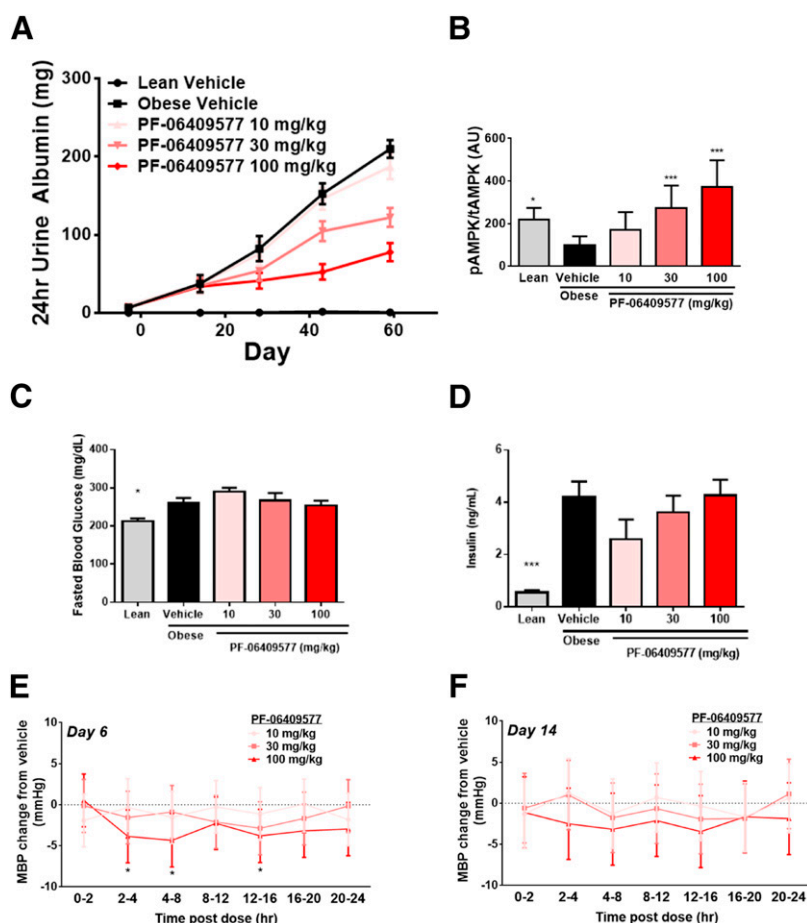 A
24hr Urine Albumin (mg)
300
200
100
0
Lean Vehicle
Obese Vehicle
PF-06409577 10 mg/kg
PF-06409577 30 mg/kg
PF-06409577 100 mg/kg
0 20 40 60
Day
B
pAMPK/tAMPK (AU)
600
400
200
0
* *** ***
Lean Vehicle 10 30 100
Obese PF-06409577 (mg/kg)
C
Fasted Blood Glucose (mg/dL)
400
300
200
100
0
*
Lean Vehicle 10 30 100
Obese PF-06409577 (mg/kg)
D
Insulin (ng/mL)
6
4
2
0
***
Lean Vehicle 10 30 100
Obese PF-06409577 (mg/kg)
E
Day 6
MBP change from vehicle
(mmHg)
10
5
0
-5
-10
PF-06409577
10 mg/kg
30 mg/kg
100 mg/kg
* * *
0-2 2-4 4-8 8-12 12-16 16-20 20-24
Time post dose (hr)
F
Day 14
MBP change from vehicle
(mmHg)
10
5
0
-5
-10
PF-06409577
10 mg/kg
30 mg/kg
100 mg/kg
0-2 2-4 4-8 8-12 12-16 16-20 20-24
Time post dose (hr)